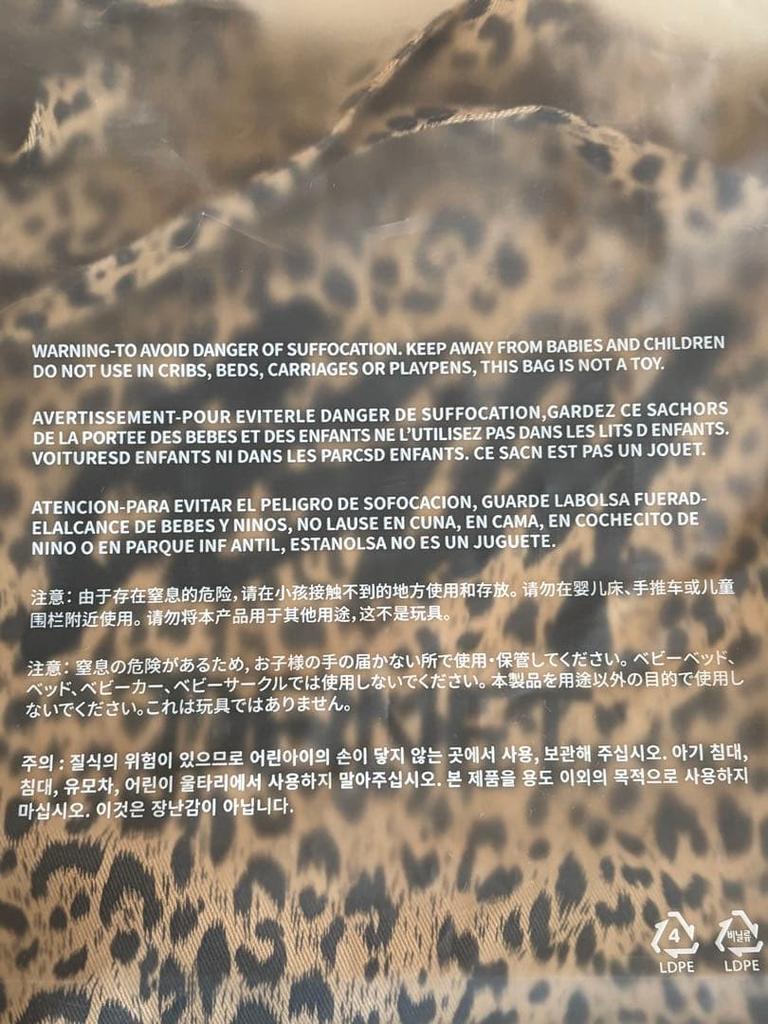 WARNING-TO AVOID DANGER OF SUFFOCATION. KEEP AWAY FROM BABIES AND CHILDREN
DO NOT USE IN CRIBS, BEDS, CARRIAGES OR PLAYPENS, THIS BAG IS NOT A TOY.
AVERTISSEMENT-POUR EVITERLE DANGER DE SUFFOCATION,GARDEZ CE SACHORS
DE LA PORTEE DES BEBES ET DES ENFANTS NE L'UTILISEZ PAS DANS LES LITS D ENFANTS.
VOITURESD ENFANTS NI DANS LES PARCSD ENFANTS. CE SACN EST PAS UN JOUET.
ATENCION-PARA EVITAR EL PELIGRO DE SOFOCACION, GUARDE LABOLSA FUERAD-
ELALCANCE DE BEBES Y NINOS, NO LAUSE EN CUNA, EN CAMA, EN COCHECITO DE
NINO O EN PARQUE INF ANTIL, ESTANOLSA NO ES UN JUGUETE.
注意: 由于存在窒息的危险,请在小孩接触不到的地方使用和存放。请勿在婴儿床、手推车或儿童
围栏附近使用。请勿将本产品用于其他用途,这不是玩具。
注意: 窒息の危険があるため, お子様の手の届かない所で使用·保管してください。ベビーベッド、
ベッド、ベビーカー、ベビーサークルでは使用しないでください。本製品を用途以外の目的で使用し
ないでください。これは玩具ではありません。
주의 : 질식의 위험이 있으므로 어린아이의 손이 닿지 않는 곳에서 사용, 보관해 주십시오. 아기 침대,
침대, 유모차, 어린이 울타리에서 사용하지 말아주십시오. 본 제품을 용도 이외의 목적으로 사용하지
마십시오. 이것은 장난감이 아닙니다.
4 비닐류
LDPE LDPE